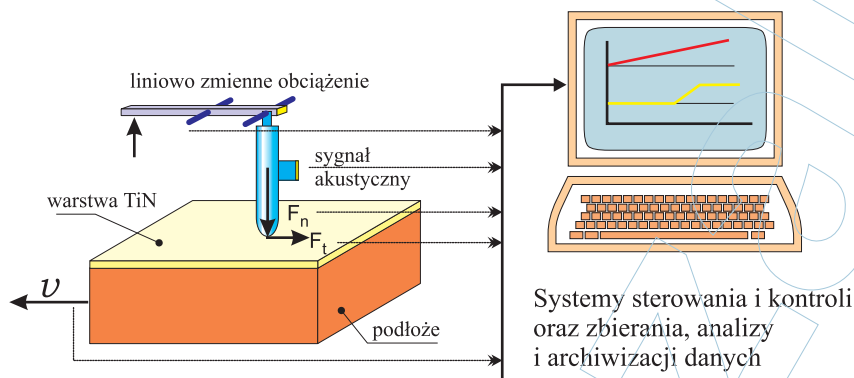 liniowo zmienne obciążenie
sygnał
akustyczny
warstwa TiN
Fn
Ft
v
podłoże
Systemy sterowania i kontroli
oraz zbierania, analizy
i archiwizacji danych